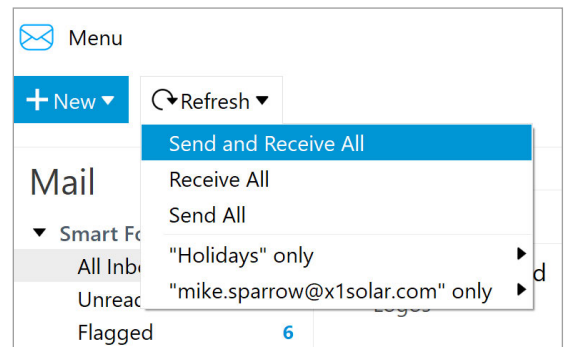 Menu
New
Refresh
Send and Receive All
Mail
Receive All
Send All
Smart Fo
"Holidays" only
All Inb
"mike.sparrow@x1solar.com" only
d
Unread
Flagged
6